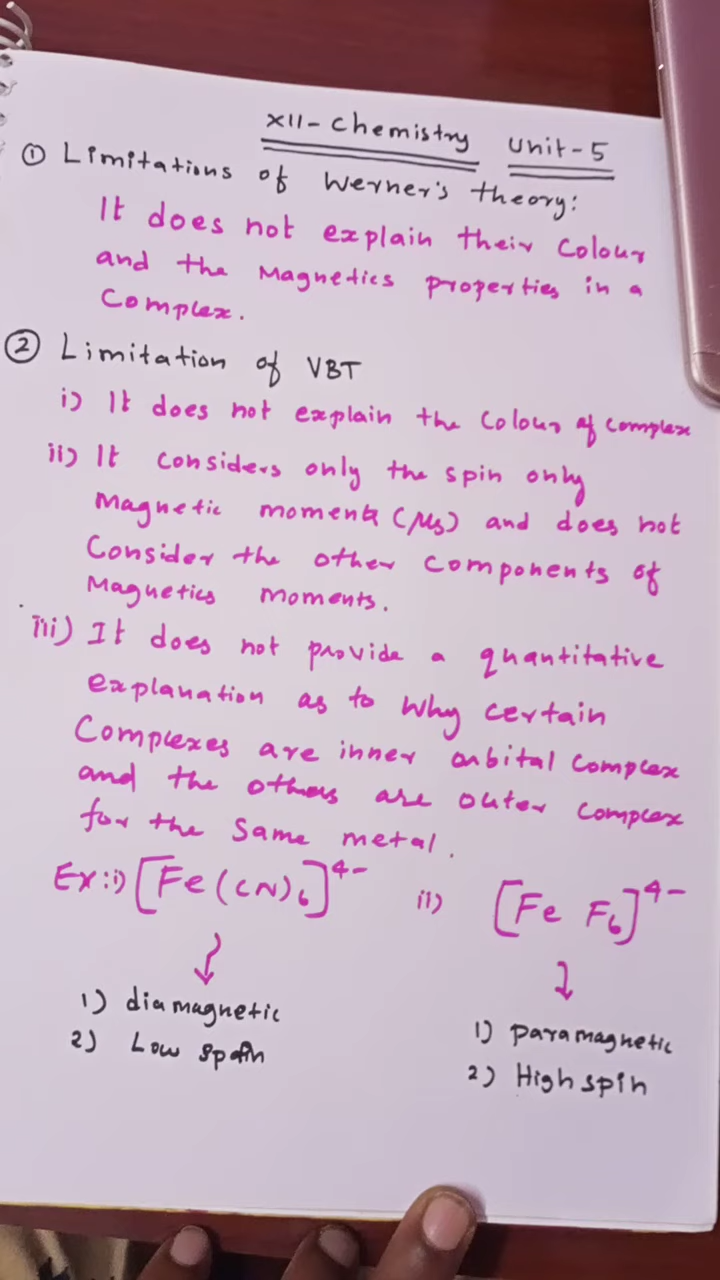 XII - Chemistry Unit - 5
① Limitations of Werner's theory:
It does not explain their colour
and the Magnetics properties in a
Complex.
② Limitation of VBT
i) It does not explain the colour of complex
ii) It considers only the spin only
Magnetic moment (μs) and does not
Consider the other components of
Magnetics moments.
iii) It does not provide a quantitative
explanation as to why certain
Complexes are inner orbital complex
and the others are outer complex
for the same metal.
Ex: i) [Fe(CN)₆]⁴⁻ ii) [Fe F₆]⁴⁻
1) diamagnetic
2) Low spin
1) paramagnetic
2) High spin